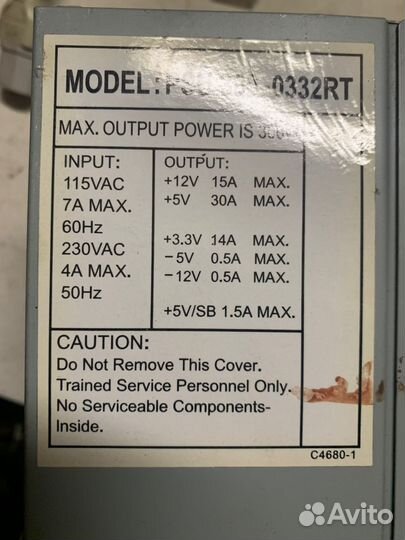 MODEL: 0332RT
MAX. OUTPUT POWER IS
INPUT:
115VAC
7A MAX.
60Hz
230VAC
4A MAX.
50Hz
OUTPUT:
+12V 15A MAX.
+5V 30A MAX.
+3.3V 14A MAX.
-5V 0.5A MAX.
-12V 0.5A MAX.
+5V/SB 1.5A MAX.
CAUTION:
Do Not Remove This Cover.
Trained Service Personnel Only.
No Serviceable Components-
Inside.
C4680-1
Avito